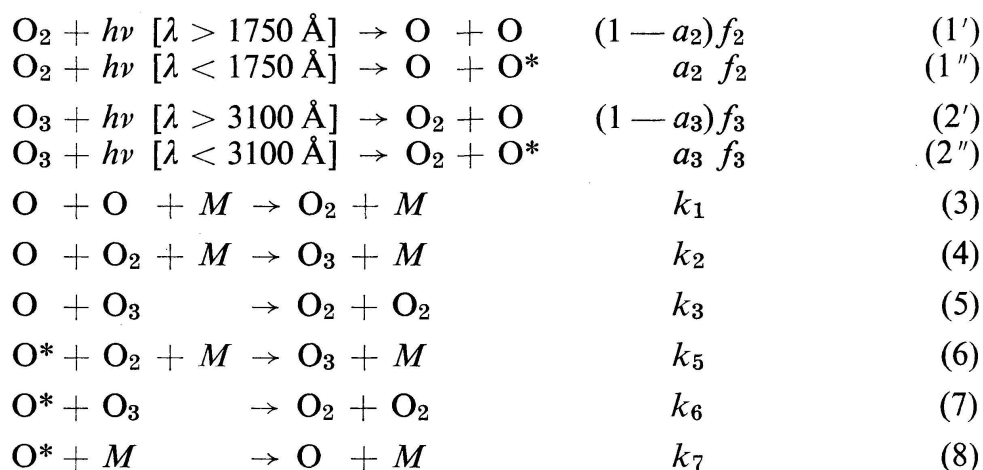 O₂ + hν [λ > 1750 Å] → O + O (1 — a₂) f₂ (1′)
O₂ + hν [λ < 1750 Å] → O + O* a₂ f₂ (1″)
O₃ + hν [λ > 3100 Å] → O₂ + O (1 — a₃) f₃ (2′)
O₃ + hν [λ < 3100 Å] → O₂ + O* a₃ f₃ (2″)
O + O + M → O₂ + M k₁ (3)
O + O₂ + M → O₃ + M k₂ (4)
O + O₃ → O₂ + O₂ k₃ (5)
O* + O₂ + M → O₃ + M k₅ (6)
O* + O₃ → O₂ + O₂ k₆ (7)
O* + M → O + M k₇ (8)